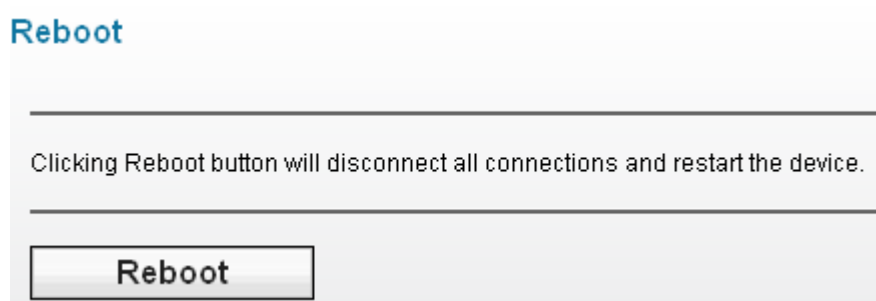 Reboot
Clicking Reboot button will disconnect all connections and restart the device.
Reboot